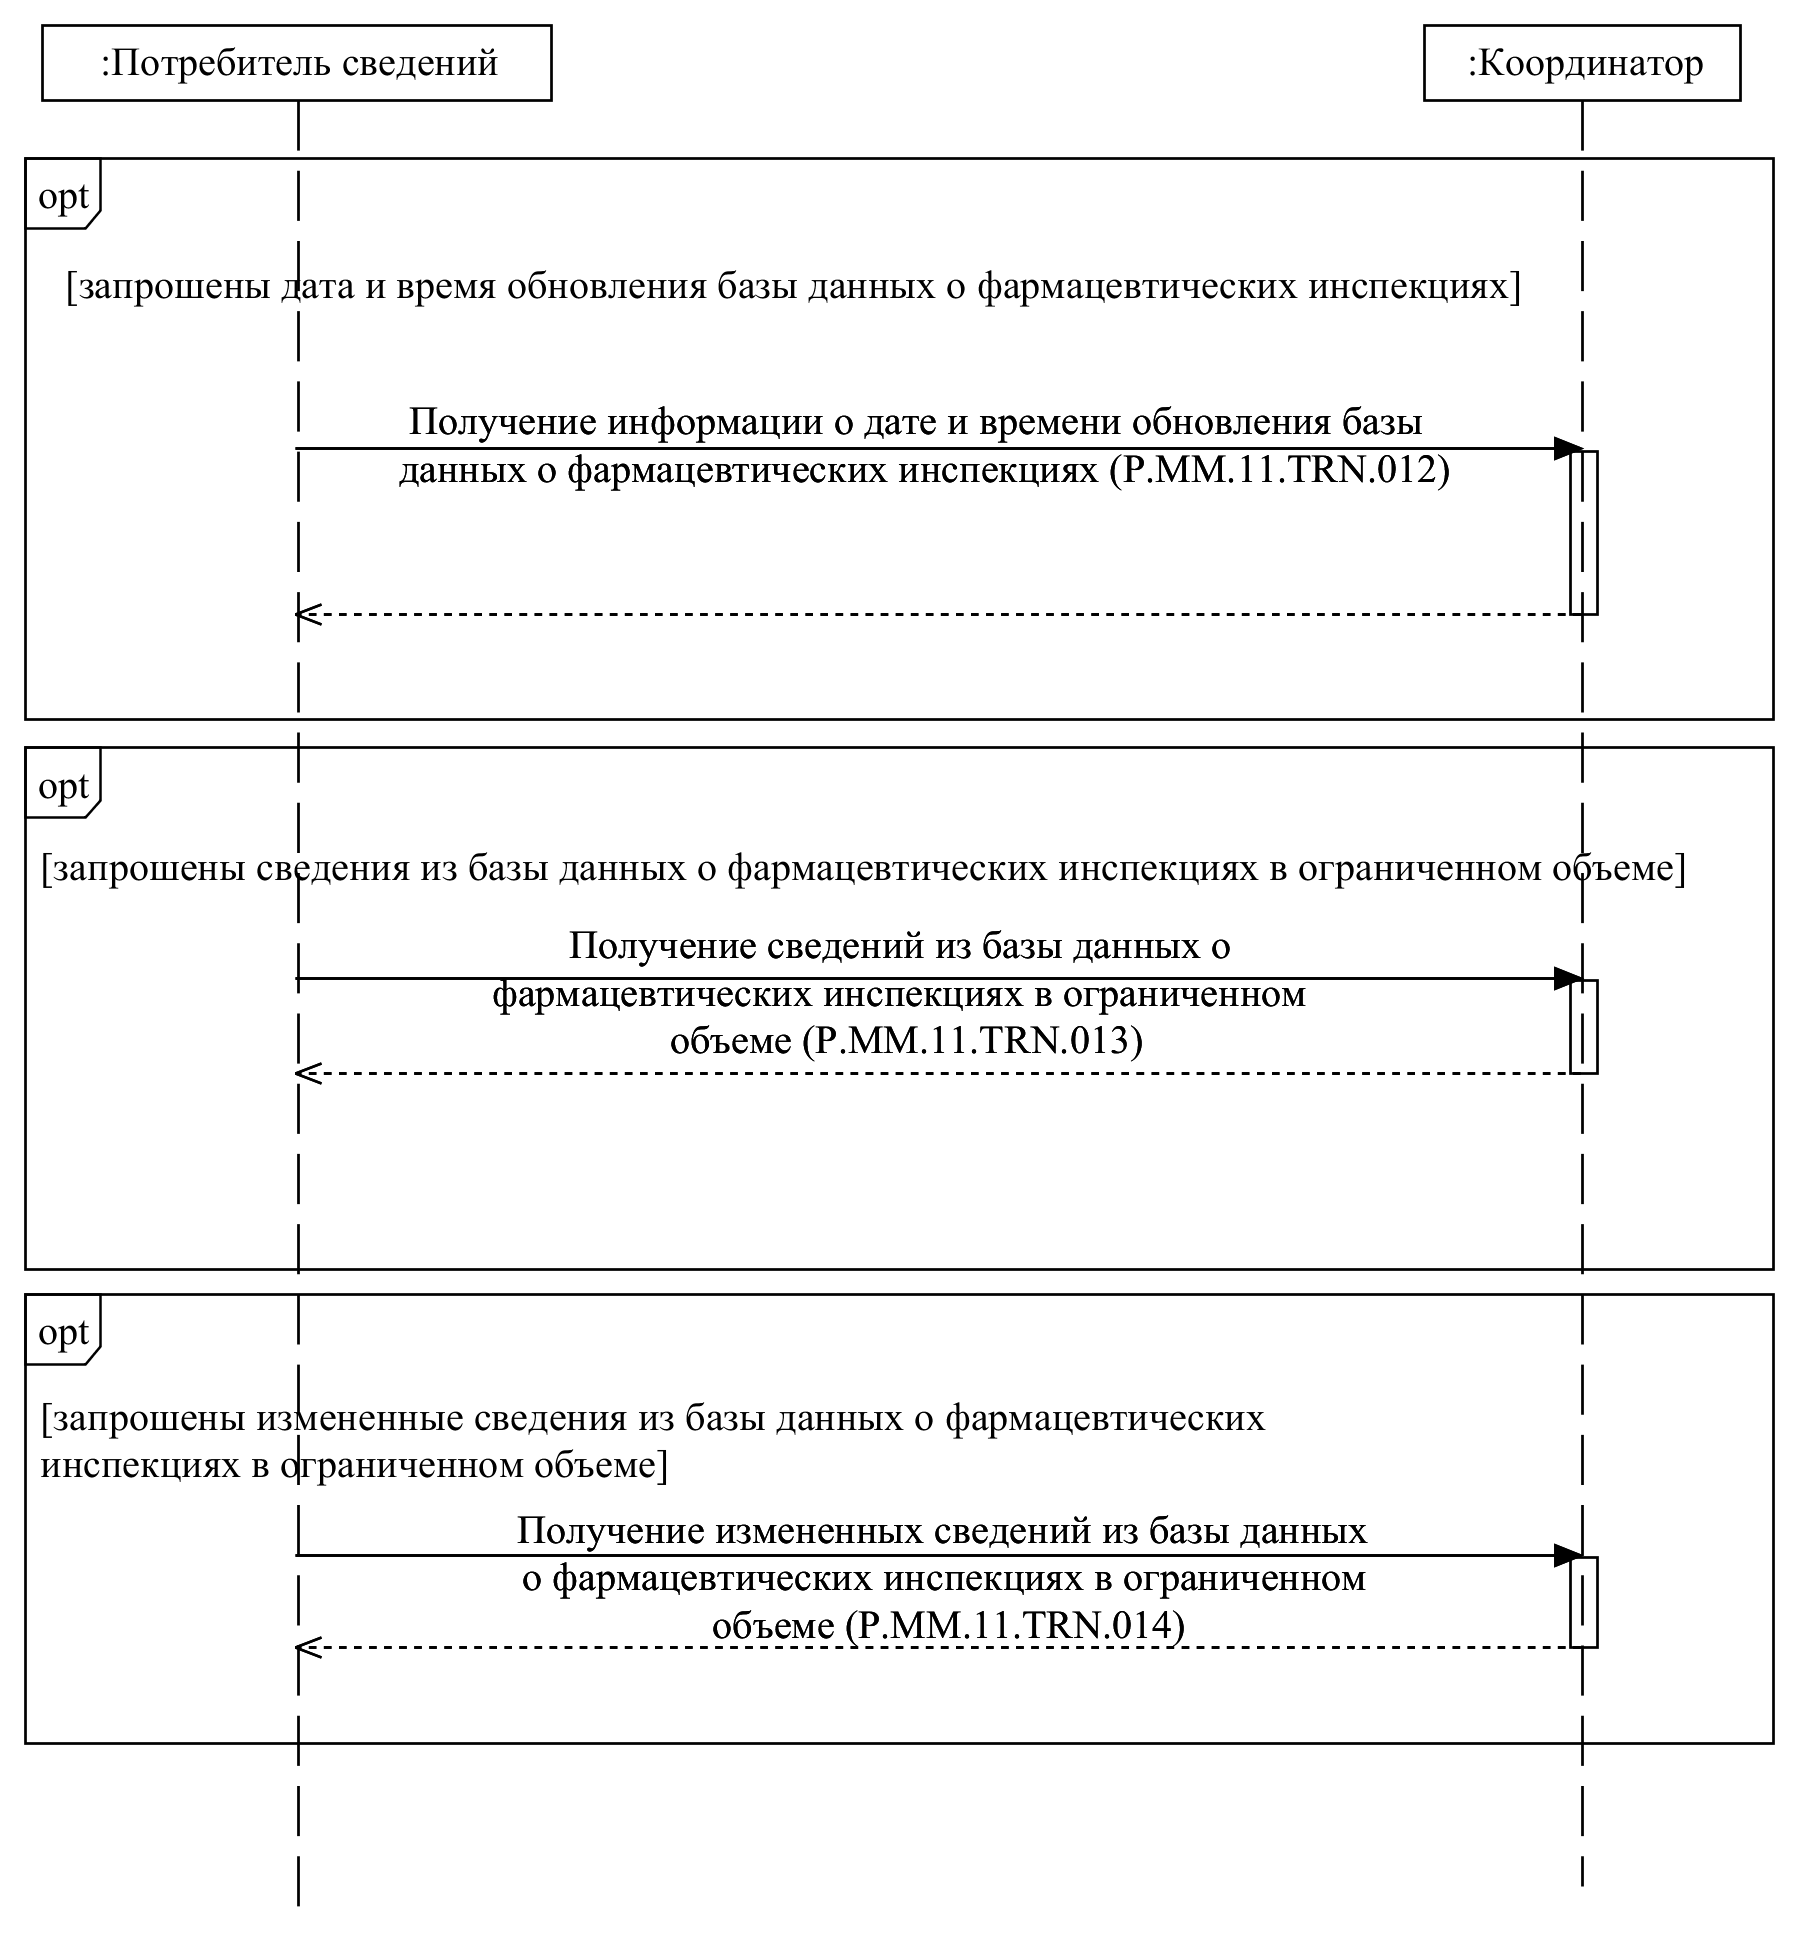 :Потребитель сведений
:Координатор
opt
[запрошены дата и время обновления базы данных о фармацевтических инспекциях]
Получение информации о дате и времени обновления базы
данных о фармацевтических инспекциях (P.MM.11.TRN.012)
opt
[запрошены сведения из базы данных о фармацевтических инспекциях в ограниченном объеме]
Получение сведений из базы данных о
фармацевтических инспекциях в ограниченном
объеме (P.MM.11.TRN.013)
opt
[запрошены измененные сведения из базы данных о фармацевтических
инспекциях в ограниченном объеме]
Получение измененных сведений из базы данных
о фармацевтических инспекциях в ограниченном
объеме (P.MM.11.TRN.014)